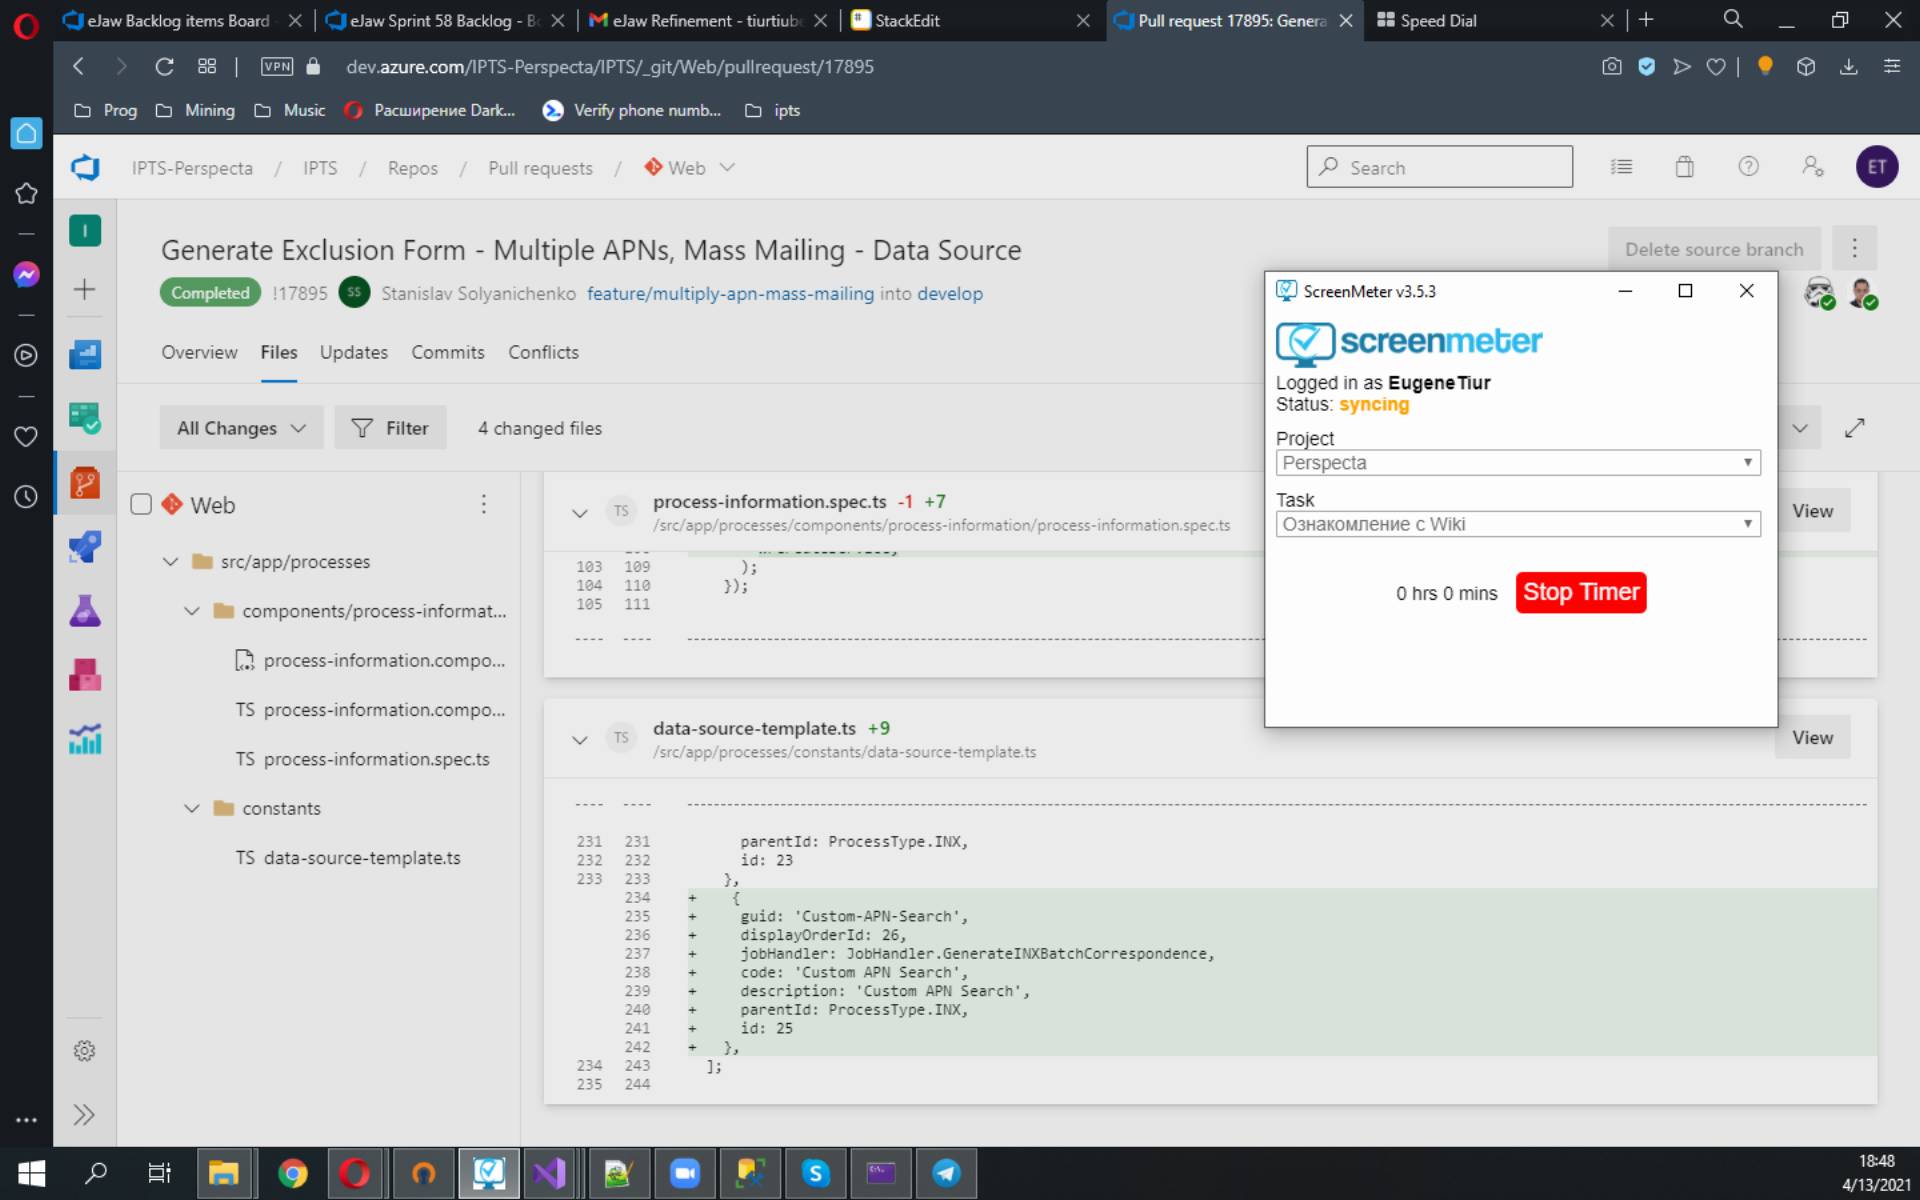 eJaw Backlog items Board
eJaw Sprint 58 Backlog - Bo
eJaw Refinement - tiurtiube
StackEdit
Pull request 17895: Genera
Speed Dial
VPN
dev.azure.com/IPTS-Perspecta/IPTS/_git/Web/pullrequest/17895
Prog
Mining
Music
Расширение Dark...
Verify phone numb...
ipts
IPTS-Perspecta / IPTS / Repos / Pull requests / Web
Search
ET
I
Generate Exclusion Form - Multiple APNs, Mass Mailing - Data Source
Delete source branch
Completed !17895 SS Stanislav Solyanichenko feature/multiply-apn-mass-mailing into develop
Overview Files Updates Commits Conflicts
All Changes
Filter
4 changed files
Web
src/app/processes
components/process-informat...
process-information.compo...
TS process-information.compo...
TS process-information.spec.ts
constants
TS data-source-template.ts
TS
process-information.spec.ts -1 +7
/src/app/processes/components/process-information/process-information.spec.ts
View
103 109 );
104 110 });
105 111
---- ----
TS
data-source-template.ts +9
/src/app/processes/constants/data-source-template.ts
View
---- ----
231 231 parentId: ProcessType.INX,
232 232 id: 23
233 233 },
234 + {
235 + guid: 'Custom-APN-Search',
236 + displayOrderId: 26,
237 + jobHandler: JobHandler.GenerateINXBatchCorrespondence,
238 + code: 'Custom APN Search',
239 + description: 'Custom APN Search',
240 + parentId: ProcessType.INX,
241 + id: 25
242 + },
234 243 ];
235 244
ScreenMeter v3.5.3
screenmeter
Logged in as EugeneTiur
Status: syncing
Project
Perspecta
Task
Ознакомление с Wiki
0 hrs 0 mins
Stop Timer
18:48
4/13/2021